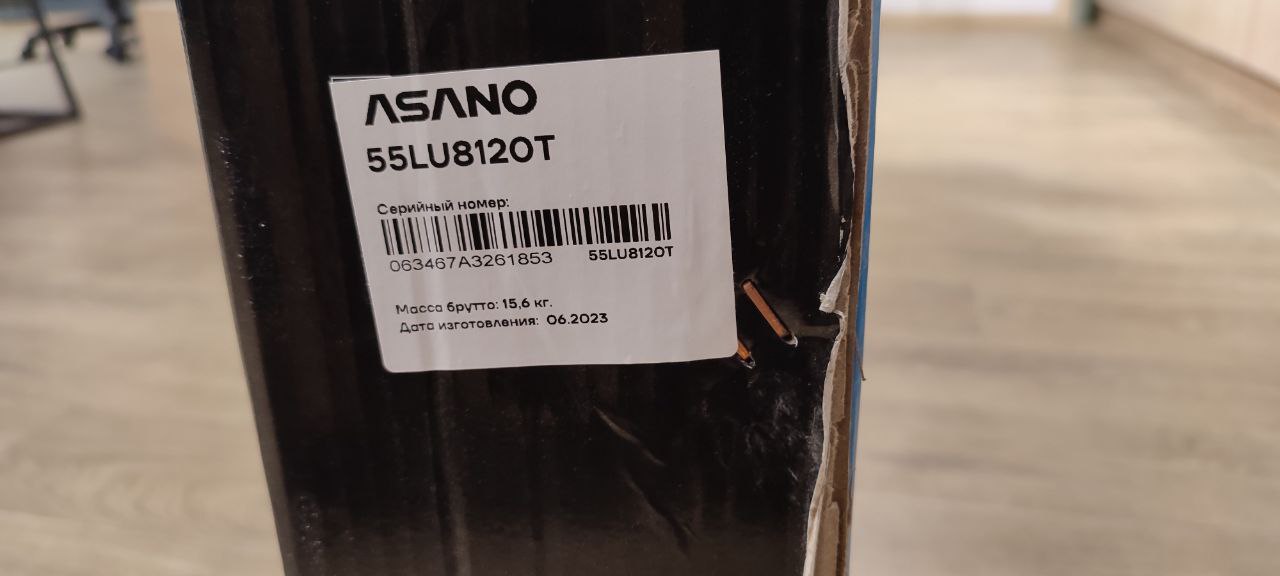 ASANO
55LU8120T
Серийный номер:
063467A3261853 55LU8120T
Масса брутто: 15,6 кг.
Дата изготовления: 06.2023